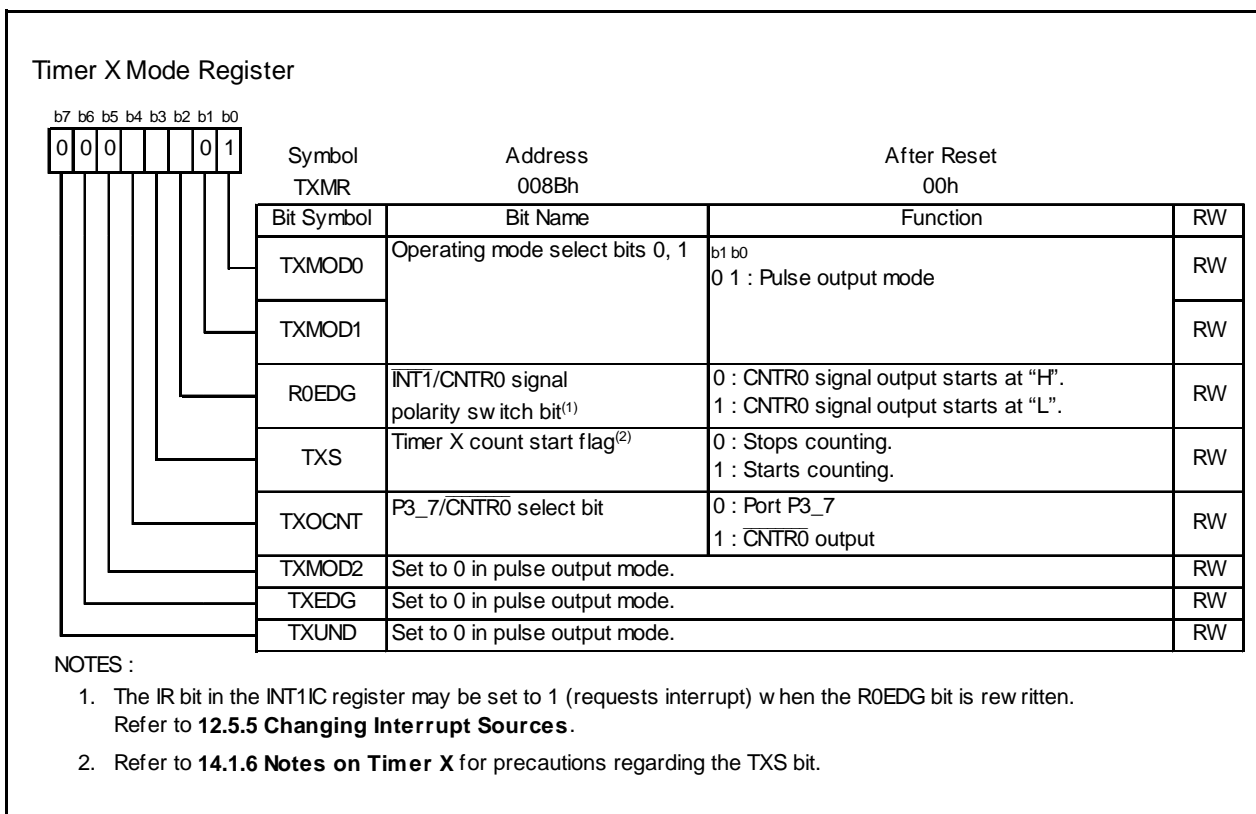 Timer X Mode Register
b7 b6 b5 b4 b3 b2 b1 b0
0 0 0 0 1
Symbol Address After Reset
TXMR 008Bh 00h
Bit Symbol Bit Name Function RW
TXMOD0 Operating mode select bits 0, 1 b1 b0
0 1 : Pulse output mode RW
TXMOD1 RW
R0EDG I̅N̅T̅1̅/CNTR0 signal
polarity switch bit(1) 0 : CNTR0 signal output starts at “H”.
1 : CNTR0 signal output starts at “L”. RW
TXS Timer X count start flag(2) 0 : Stops counting.
1 : Starts counting. RW
TXOCNT P3_7/C̅N̅T̅R̅0̅ select bit 0 : Port P3_7
1 : C̅N̅T̅R̅0̅ output RW
TXMOD2 Set to 0 in pulse output mode. RW
TXEDG Set to 0 in pulse output mode. RW
TXUND Set to 0 in pulse output mode. RW
NOTES :
1. The IR bit in the INT1IC register may be set to 1 (requests interrupt) when the R0EDG bit is rewritten.
Refer to 12.5.5 Changing Interrupt Sources.
2. Refer to 14.1.6 Notes on Timer X for precautions regarding the TXS bit.